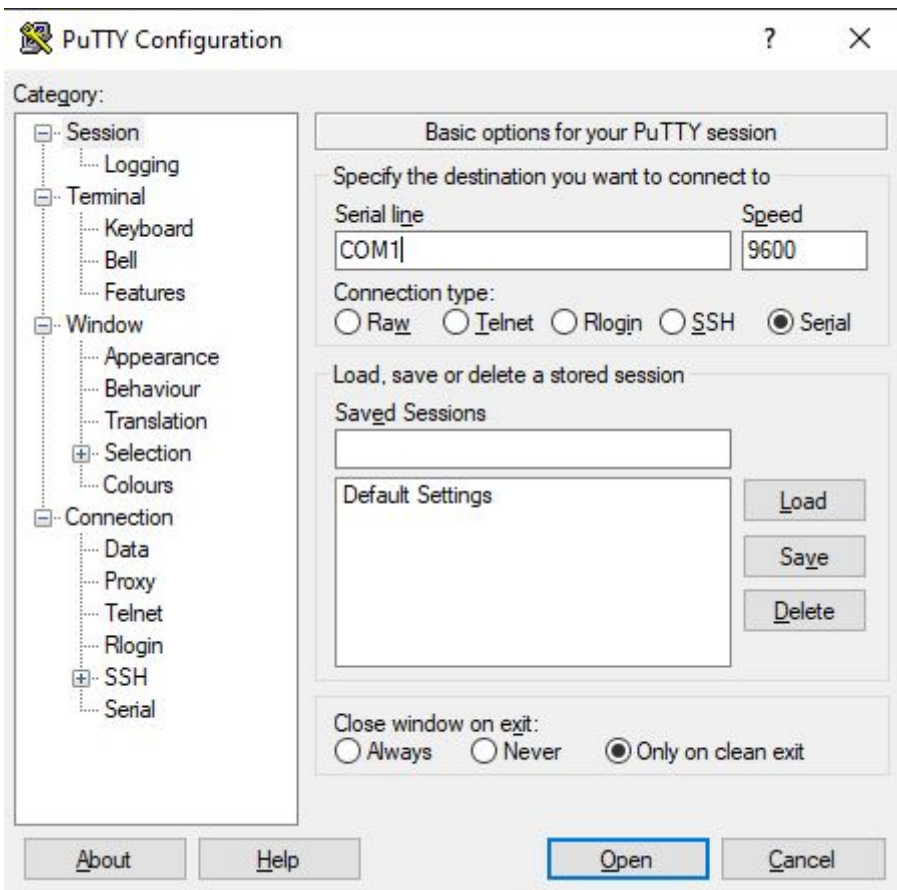 PuTTY Configuration
?
Category:
Session
Logging
Terminal
Keyboard
Bell
Features
Window
Appearance
Behaviour
Translation
Selection
Colours
Connection
Data
Proxy
Telnet
Rlogin
SSH
Serial
Basic options for your PuTTY session
Specify the destination you want to connect to
Serial line Speed
COM1 9600
Connection type:
Raw Telnet Rlogin SSH Serial
Load, save or delete a stored session
Saved Sessions
Default Settings
Load
Save
Delete
Close window on exit:
Always Never Only on clean exit
About Help Open Cancel